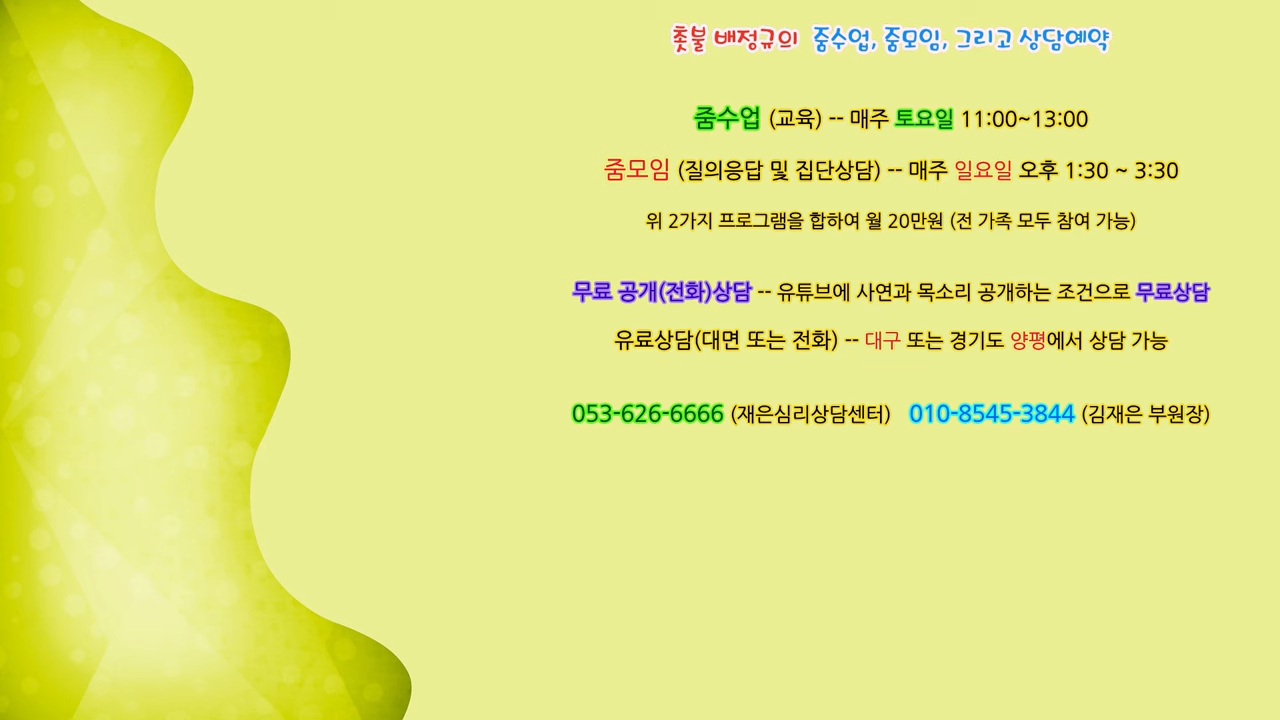 촛불 배정규의 줌수업, 줌모임, 그리고 상담예약
줌수업 (교육) -- 매주 토요일 11:00~13:00
줌모임 (질의응답 및 집단상담) -- 매주 일요일 오후 1:30 ~ 3:30
위 2가지 프로그램을 합하여 월 20만원 (전 가족 모두 참여 가능)
무료 공개(전화)상담 -- 유튜브에 사연과 목소리 공개하는 조건으로 무료상담
유료상담(대면 또는 전화) -- 대구 또는 경기도 양평에서 상담 가능
053-626-6666 (재은심리상담센터) 010-8545-3844 (김재은 부원장)